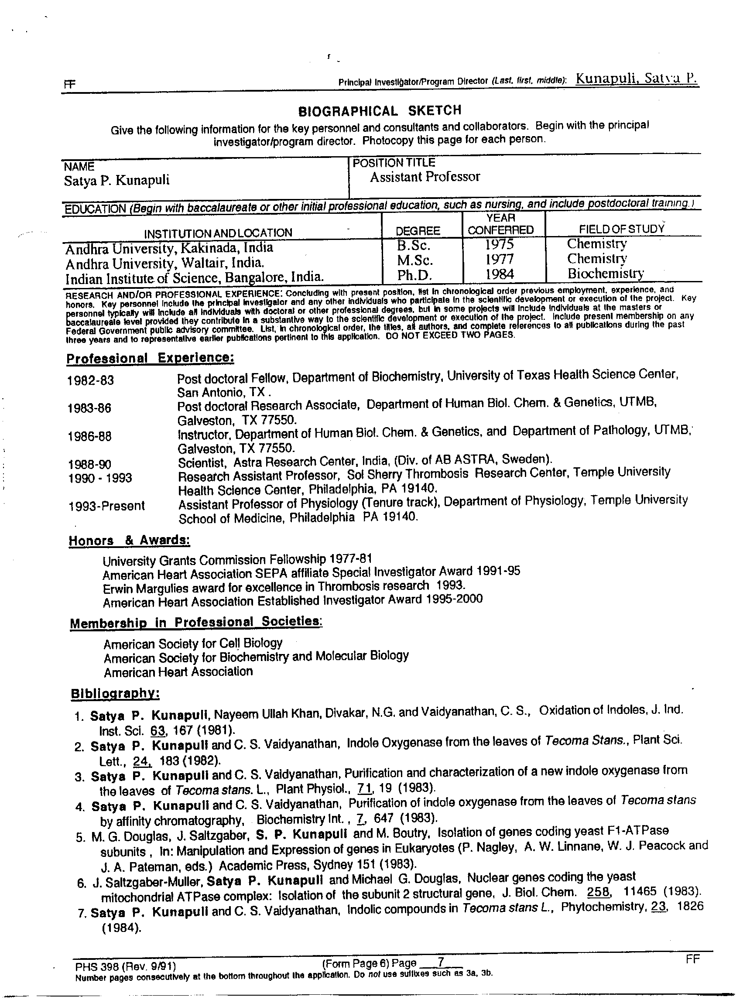 FF
Principal Investigator/Program Director (Last, first, middle): Kunapuli, Satya P.
BIOGRAPHICAL SKETCH
Give the following information for the key personnel and consultants and collaborators. Begin with the principal
investigator/program director. Photocopy this page for each person.
NAME
POSITION TITLE
Satya P. Kunapuli
Assistant Professor
EDUCATION (Begin with baccalaureate or other initial professional education, such as nursing, and include postdoctoral training.)
INSTITUTION AND LOCATION DEGREE YEAR CONFERRED FIELD OF STUDY
Andhra University, Kakinada, India B.Sc. 1975 Chemistry
Andhra University, Waltair, India. M.Sc. 1977 Chemistry
Indian Institute of Science, Bangalore, India. Ph.D. 1984 Biochemistry
RESEARCH AND/OR PROFESSIONAL EXPERIENCE: Concluding with present position, list in chronological order previous employment, experience, and
honors. Key personnel include the principal investigator and any other individuals who participate in the scientific development or execution of the project. Key
personnel typically will include all individuals with doctoral or other professional degrees, but in some projects will include individuals at the masters or
baccalaureate level provided they contribute in a substantive way to the scientific development or execution of the project. Include present membership on any
Federal Government public advisory committee. List, in chronological order, the titles, all authors, and complete references to all publications during the past
three years and to representative earlier publications pertinent to this application. DO NOT EXCEED TWO PAGES.
Professional Experience:
1982-83 Post doctoral Fellow, Department of Biochemistry, University of Texas Health Science Center,
San Antonio, TX .
1983-86 Post doctoral Research Associate, Department of Human Biol. Chem. & Genetics, UTMB,
Galveston, TX 77550.
1986-88 Instructor, Department of Human Biol. Chem. & Genetics, and Department of Pathology, UTMB,
Galveston, TX 77550.
1988-90 Scientist, Astra Research Center, India, (Div. of AB ASTRA, Sweden).
1990 - 1993 Research Assistant Professor, Sol Sherry Thrombosis Research Center, Temple University
Health Science Center, Philadelphia, PA 19140.
1993-Present Assistant Professor of Physiology (Tenure track), Department of Physiology, Temple University
School of Medicine, Philadelphia PA 19140.
Honors & Awards:
University Grants Commission Fellowship 1977-81
American Heart Association SEPA affiliate Special Investigator Award 1991-95
Erwin Margulies award for excellence in Thrombosis research 1993.
American Heart Association Established Investigator Award 1995-2000
Membership in Professional Societies:
American Society for Cell Biology
American Society for Biochemistry and Molecular Biology
American Heart Association
Bibliography:
1. Satya P. Kunapuli, Nayeem Ullah Khan, Divakar, N.G. and Vaidyanathan, C. S., Oxidation of Indoles, J. Ind.
Inst. Sci. 63, 167 (1981).
2. Satya P. Kunapuli and C. S. Vaidyanathan, Indole Oxygenase from the leaves of Tecoma Stans., Plant Sci.
Lett., 24, 183 (1982).
3. Satya P. Kunapuli and C. S. Vaidyanathan, Purification and characterization of a new indole oxygenase from
the leaves of Tecoma stans. L., Plant Physiol., 71, 19 (1983).
4. Satya P. Kunapuli and C. S. Vaidyanathan, Purification of indole oxygenase from the leaves of Tecoma stans
by affinity chromatography, Biochemistry Int. , 7, 647 (1983).
5. M. G. Douglas, J. Saltzgaber, S. P. Kunapuli and M. Boutry, Isolation of genes coding yeast F1-ATPase
subunits , In: Manipulation and Expression of genes in Eukaryotes (P. Nagley, A. W. Linnane, W. J. Peacock and
J. A. Pateman, eds.) Academic Press, Sydney 151 (1983).
6. J. Saltzgaber-Muller, Satya P. Kunapuli and Michael G. Douglas, Nuclear genes coding the yeast
mitochondrial ATPase complex: Isolation of the subunit 2 structural gene, J. Biol. Chem. 258, 11465 (1983).
7. Satya P. Kunapuli and C. S. Vaidyanathan, Indolic compounds in Tecoma stans L., Phytochemistry, 23, 1826
(1984).
PHS 398 (Rev. 9/91) (Form Page 6) Page 7 FF
Number pages consecutively at the bottom throughout the application. Do not use suffixes such as 3a, 3b.